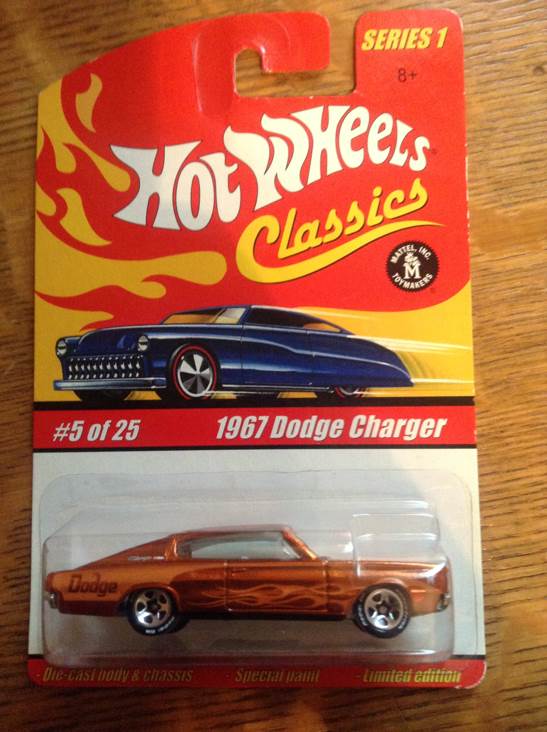 SERIES 1
8+
Hot Wheels
Classics
MATTEL, INC.
M
TOYMAKERS
#5 of 25 1967 Dodge Charger
Dodge
- Die-cast body & chassis - Special paint - Limited edition